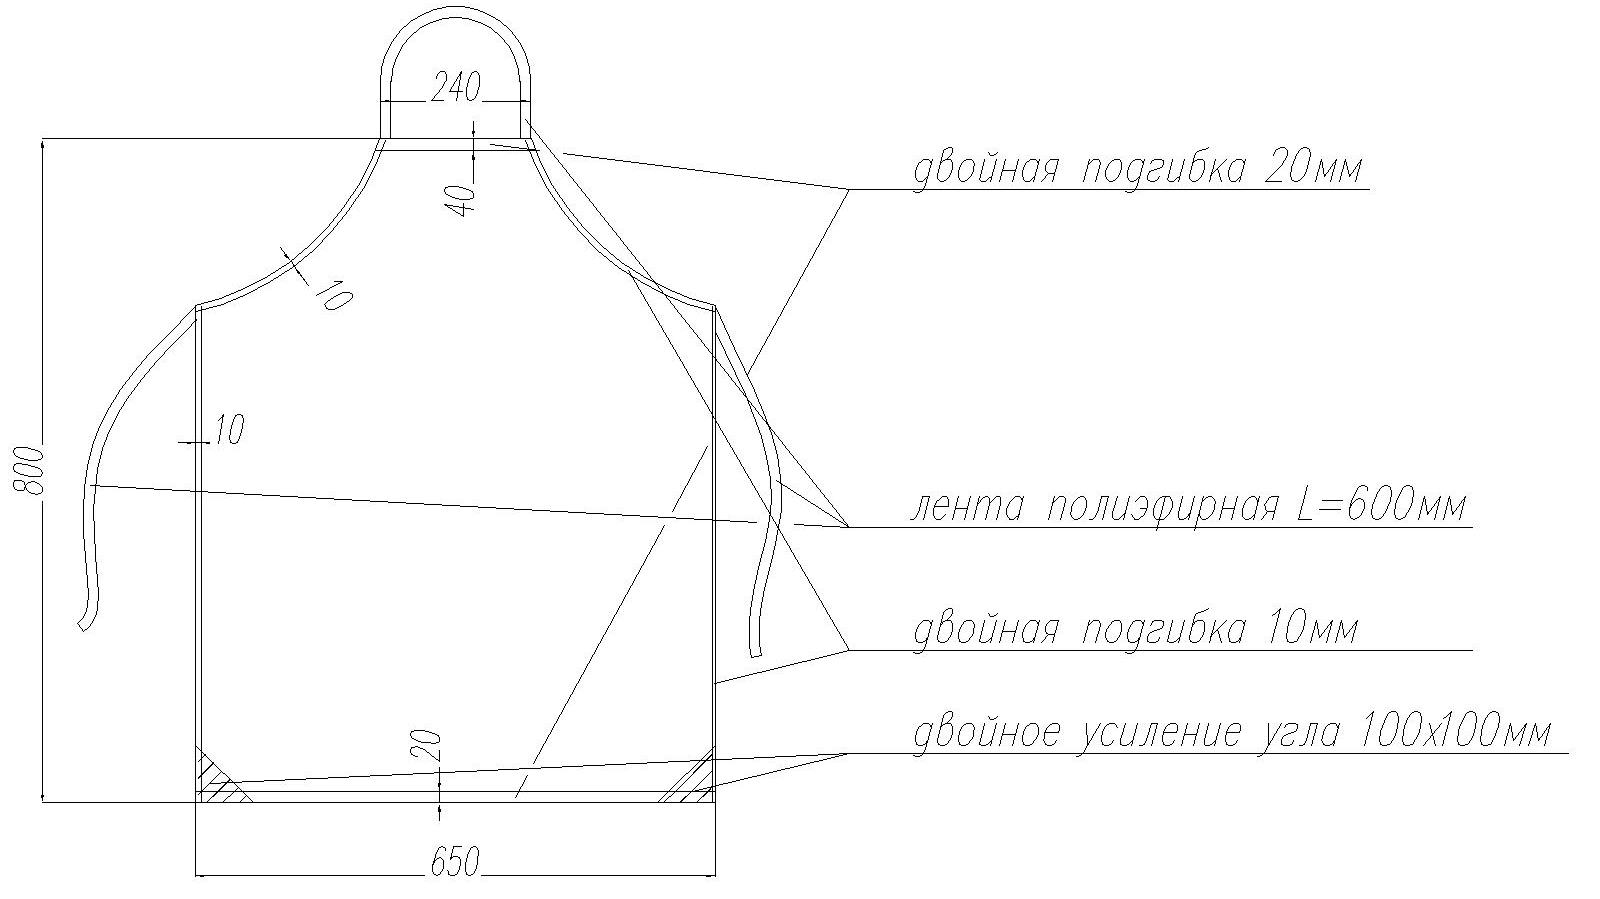 240
двойная подгибка 20мм
40
10
10
800
лента полиэфирная L=600мм
двойная подгибка 10мм
20
двойное усиление угла 100х100мм
650